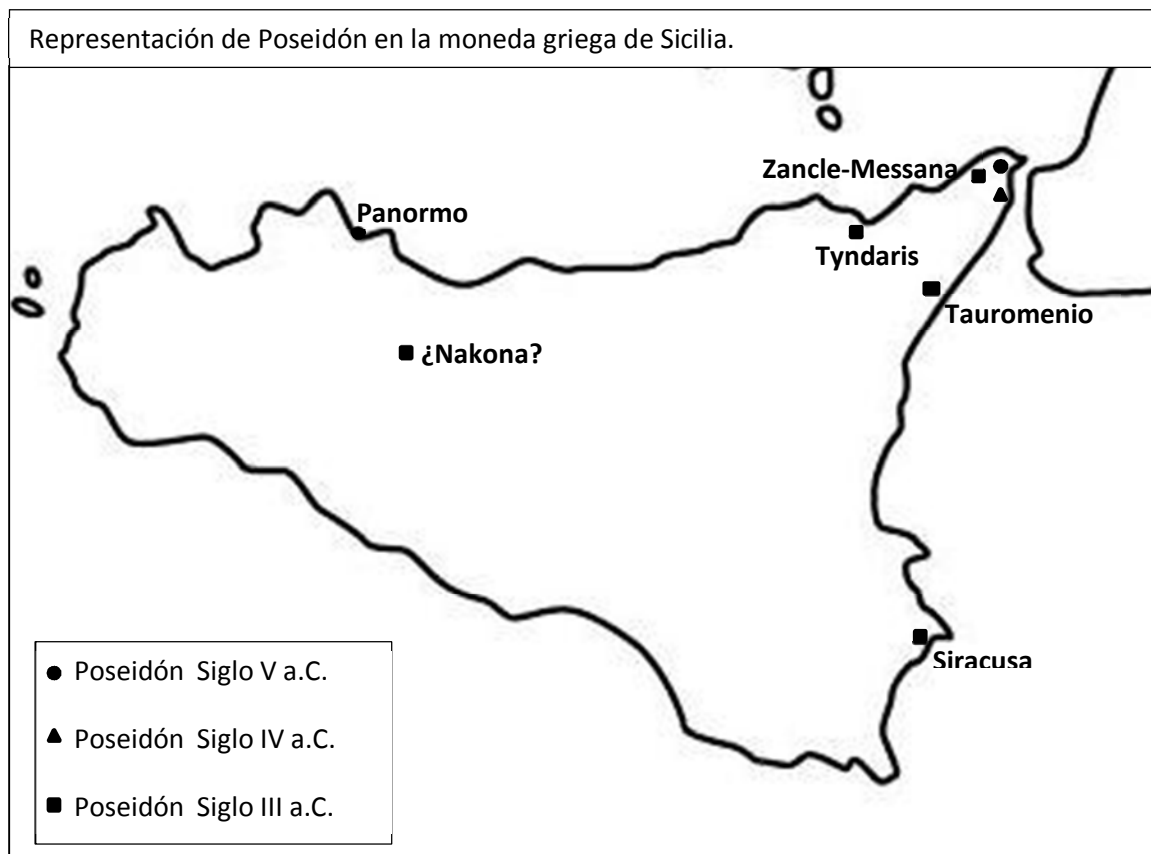 Representación de Poseidón en la moneda griega de Sicilia.
Zancle-Messana
Panormo
Tyndaris
Tauromenio
¿Nakona?
Siracusa
Poseidón Siglo V a.C.
Poseidón Siglo IV a.C.
Poseidón Siglo III a.C.